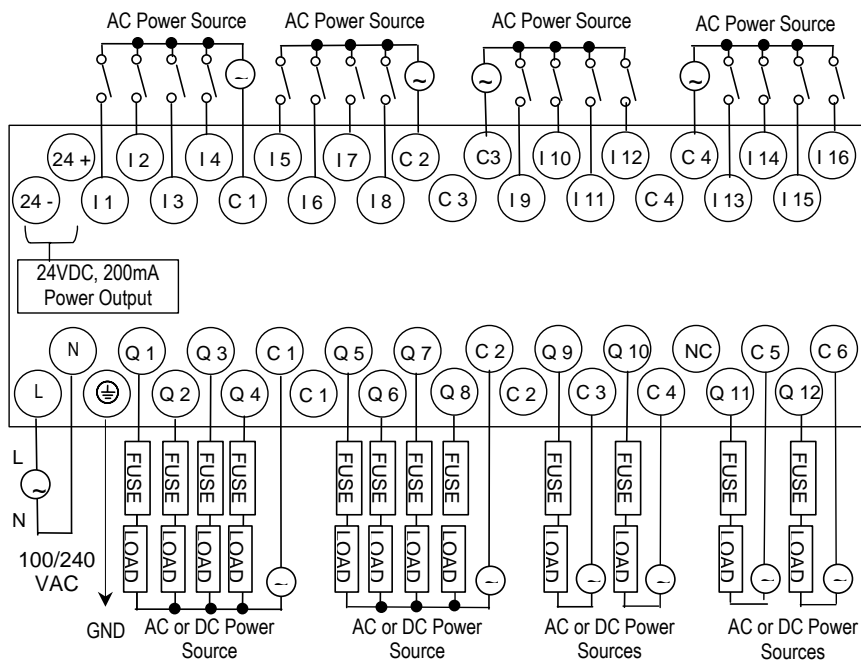 AC Power Source
AC Power Source
AC Power Source
AC Power Source
24 +
I 2
I 4
I 5
I 7
C 2
C3
I 10
I 12
C 4
I 14
I 16
24 -
I 1
I 3
C 1
I 6
I 8
C 3
I 9
I 11
C 4
I 13
I 15
24VDC, 200mA
Power Output
N
Q 1
Q 3
C 1
Q 5
Q 7
C 2
Q 9
Q 10
NC
C 5
C 6
L
Q 2
Q 4
C 1
Q 6
Q 8
C 2
C 3
C 4
Q 11
Q 12
L
N
FUSE
FUSE
FUSE
FUSE
FUSE
FUSE
FUSE
FUSE
FUSE
FUSE
FUSE
FUSE
LOAD
LOAD
LOAD
LOAD
LOAD
LOAD
LOAD
LOAD
LOAD
LOAD
LOAD
LOAD
100/240
VAC
GND
AC or DC Power
Source
AC or DC Power
Source
AC or DC Power
Sources
AC or DC Power
Sources